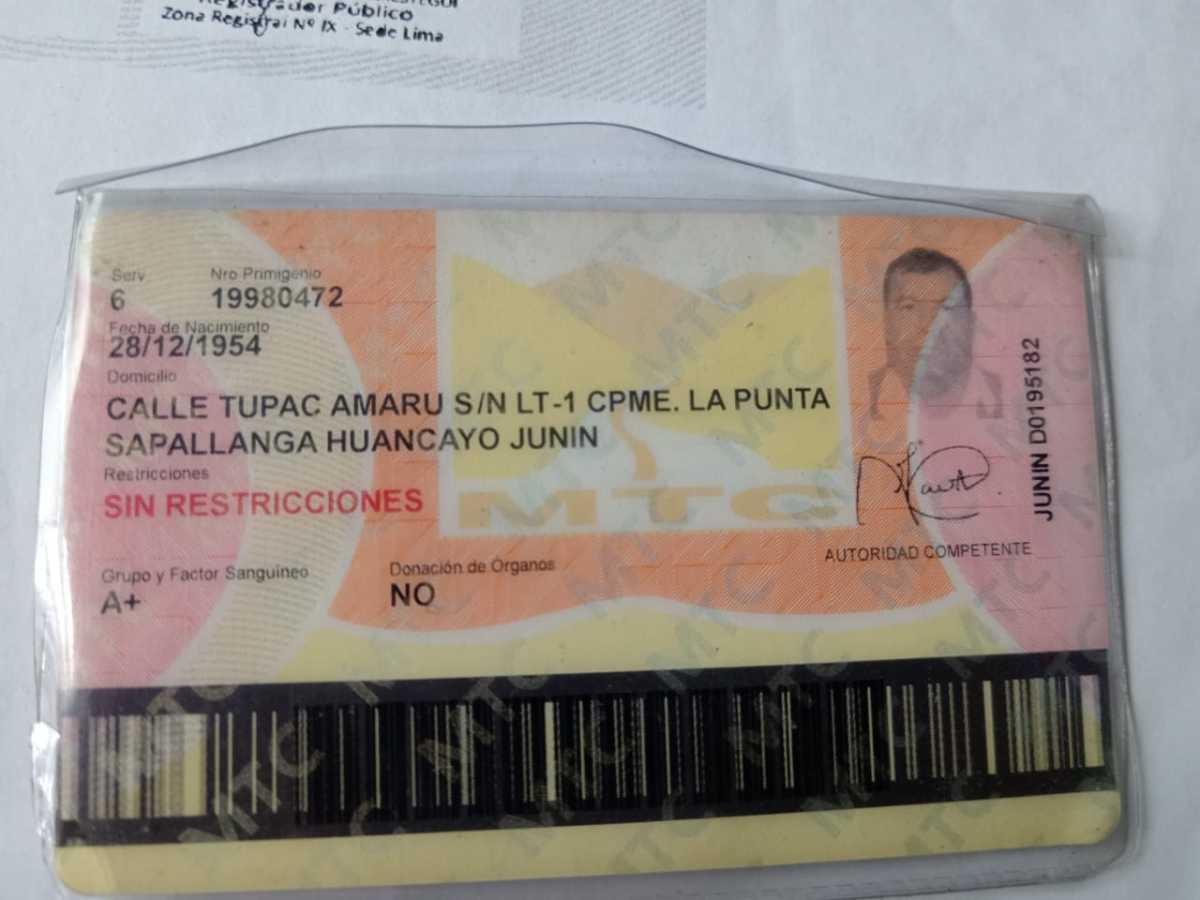 Registrador Público
Zona Registral Nº IX - Sede Lima
Serv Nro Primigenio
6 19980472
Fecha de Nacimiento
28/12/1954
Domicilio
CALLE TUPAC AMARU S/N LT-1 CPME. LA PUNTA
SAPALLANGA HUANCAYO JUNIN
Restricciones
SIN RESTRICCIONES
MTC
JUNIN D0195182
AUTORIDAD COMPETENTE
Grupo y Factor Sanguineo
A+
Donación de Órganos
NO